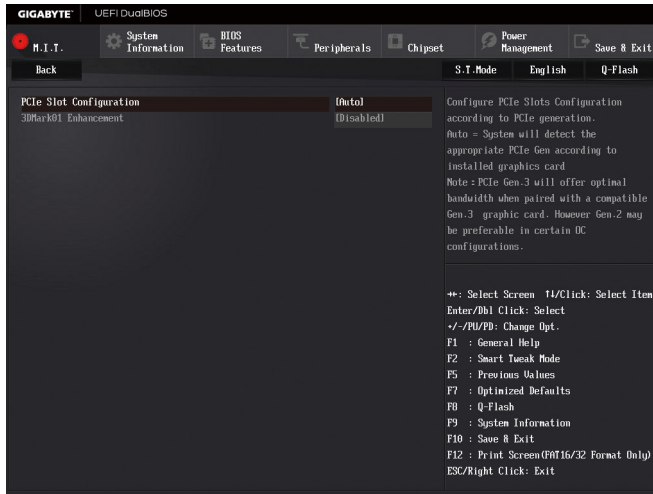 GIGABYTE™ UEFI DualBIOS
M.I.T. System Information BIOS Features Peripherals Chipset Power Management Save & Exit
Back S.T.Mode English Q-Flash
PCIe Slot Configuration [Auto]
3DMark01 Enhancement [Disabled]
Configure PCIe Slots Configuration
according to PCIe generation.
Auto = System will detect the
appropriate PCIe Gen according to
installed graphics card
Note : PCIe Gen.3 will offer optimal
bandwidth when paired with a compatible
Gen.3 graphic card. However Gen.2 may
be preferable in certain OC
configurations.
→←: Select Screen ↑↓/Click: Select Item
Enter/Dbl Click: Select
+/-/PU/PD: Change Opt.
F1 : General Help
F2 : Smart Tweak Mode
F5 : Previous Values
F7 : Optimized Defaults
F8 : Q-Flash
F9 : System Information
F10 : Save & Exit
F12 : Print Screen(FAT16/32 Format Only)
ESC/Right Click: Exit